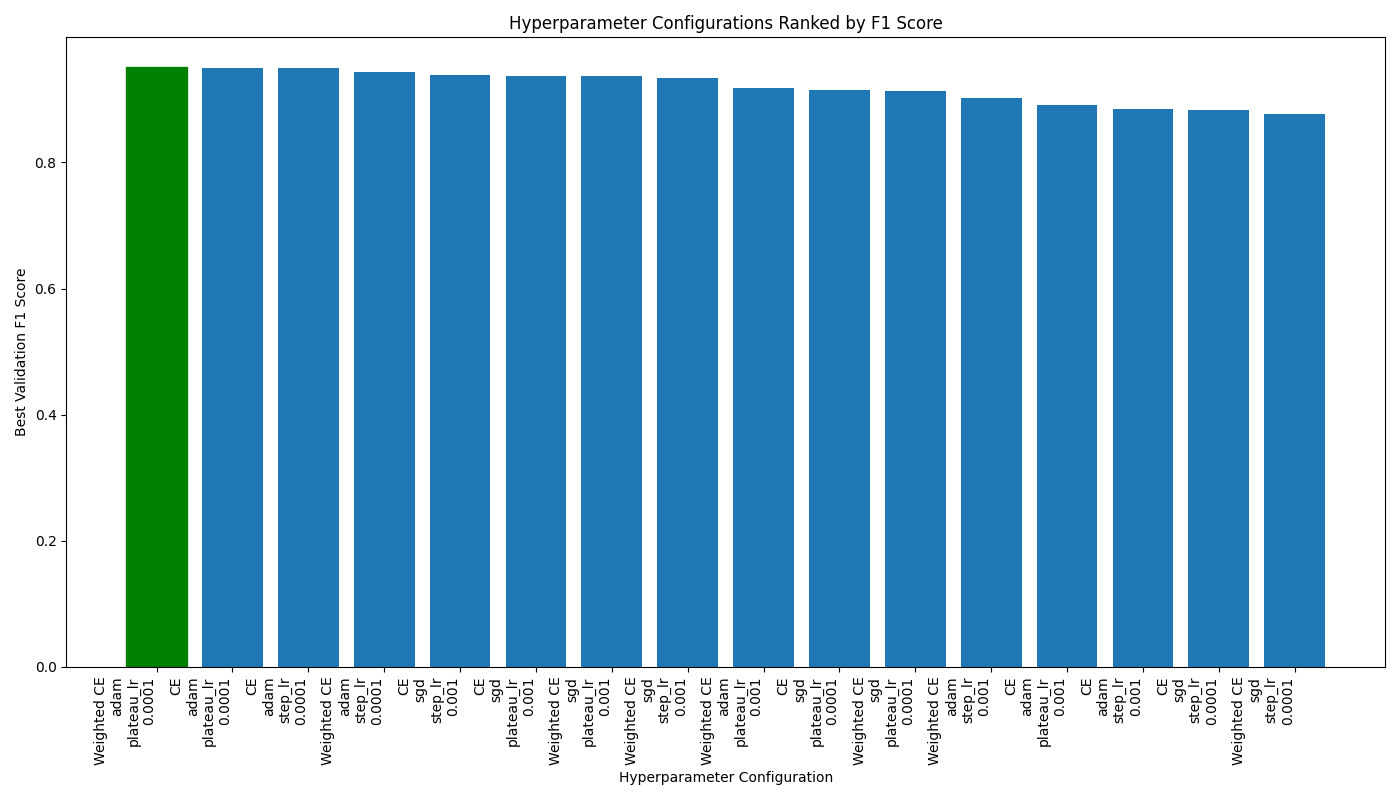 Hyperparameter Configurations Ranked by F1 Score
Best Validation F1 Score
0.8
0.6
0.4
0.2
0.0
Weighted CE
adam
plateau_lr
0.0001
CE
adam
plateau_lr
0.0001
CE
adam
step_lr
0.0001
Weighted CE
adam
step_lr
0.0001
CE
sgd
step_lr
0.001
CE
sgd
plateau_lr
0.001
Weighted CE
sgd
plateau_lr
0.001
Weighted CE
sgd
step_lr
0.001
Weighted CE
adam
plateau_lr
0.001
CE
sgd
plateau_lr
0.0001
Weighted CE
sgd
plateau_lr
0.0001
Weighted CE
adam
step_lr
0.001
CE
adam
plateau_lr
0.001
CE
adam
step_lr
0.001
CE
sgd
step_lr
0.0001
Weighted CE
sgd
step_lr
0.0001
Hyperparameter Configuration